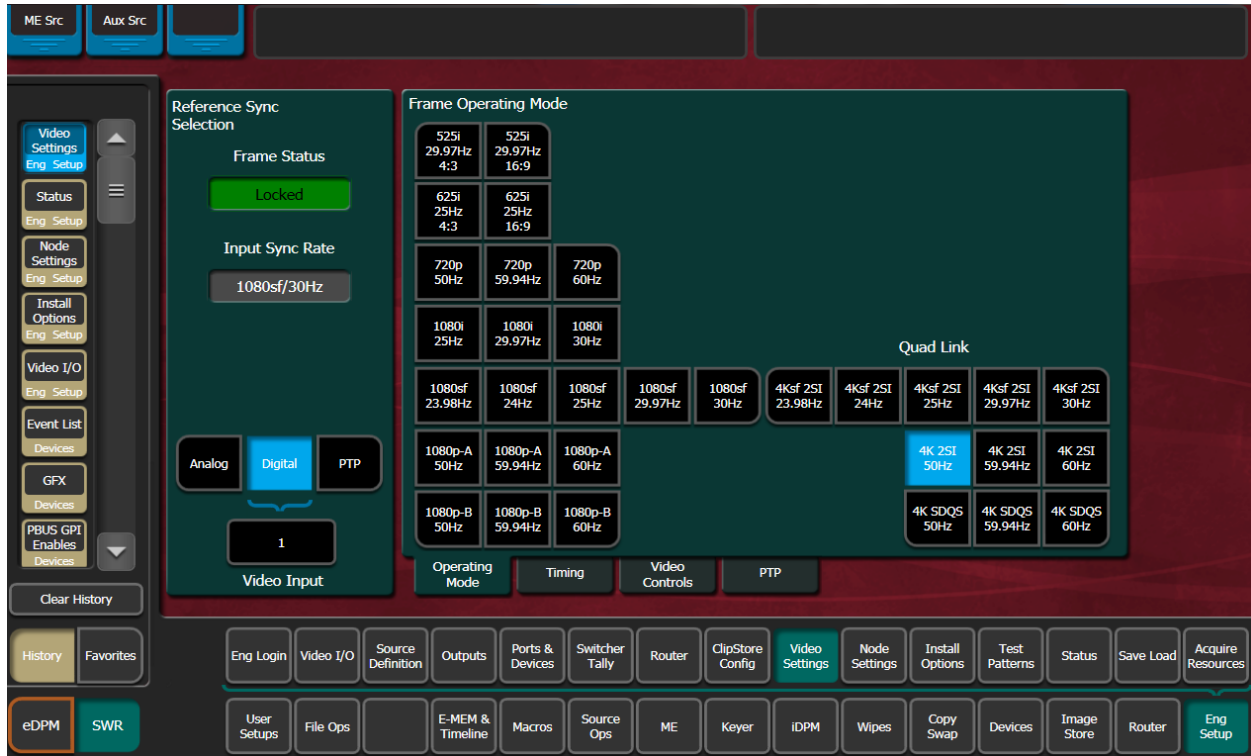 ME Src
Aux Src
Video
Settings
Eng Setup
Status
Eng Setup
Node
Settings
Eng Setup
Install
Options
Eng Setup
Video I/O
Eng Setup
Event List
Devices
GFX
Devices
PBUS GPI
Enables
Devices
Clear History
History
Favorites
eDPM
SWR
Reference Sync
Selection
Frame Status
Locked
Input Sync Rate
1080sf/30Hz
Analog
Digital
PTP
1
Video Input
Frame Operating Mode
525i
29.97Hz
4:3
525i
29.97Hz
16:9
625i
25Hz
4:3
625i
25Hz
16:9
720p
50Hz
720p
59.94Hz
720p
60Hz
1080i
25Hz
1080i
29.97Hz
1080i
30Hz
Quad Link
1080sf
23.98Hz
1080sf
24Hz
1080sf
25Hz
1080sf
29.97Hz
1080sf
30Hz
4Ksf 2SI
23.98Hz
4Ksf 2SI
24Hz
4Ksf 2SI
25Hz
4Ksf 2SI
29.97Hz
4Ksf 2SI
30Hz
1080p-A
50Hz
1080p-A
59.94Hz
1080p-A
60Hz
4K 2SI
50Hz
4K 2SI
59.94Hz
4K 2SI
60Hz
1080p-B
50Hz
1080p-B
59.94Hz
1080p-B
60Hz
4K SDQS
50Hz
4K SDQS
59.94Hz
4K SDQS
60Hz
Operating
Mode
Timing
Video
Controls
PTP
Eng Login
Video I/O
Source
Definition
Outputs
Ports &
Devices
Switcher
Tally
Router
ClipStore
Config
Video
Settings
Node
Settings
Install
Options
Test
Patterns
Status
Save Load
Acquire
Resources
User
Setups
File Ops
E-MEM &
Timeline
Macros
Source
Ops
ME
Keyer
iDPM
Wipes
Copy
Swap
Devices
Image
Store
Router
Eng
Setup